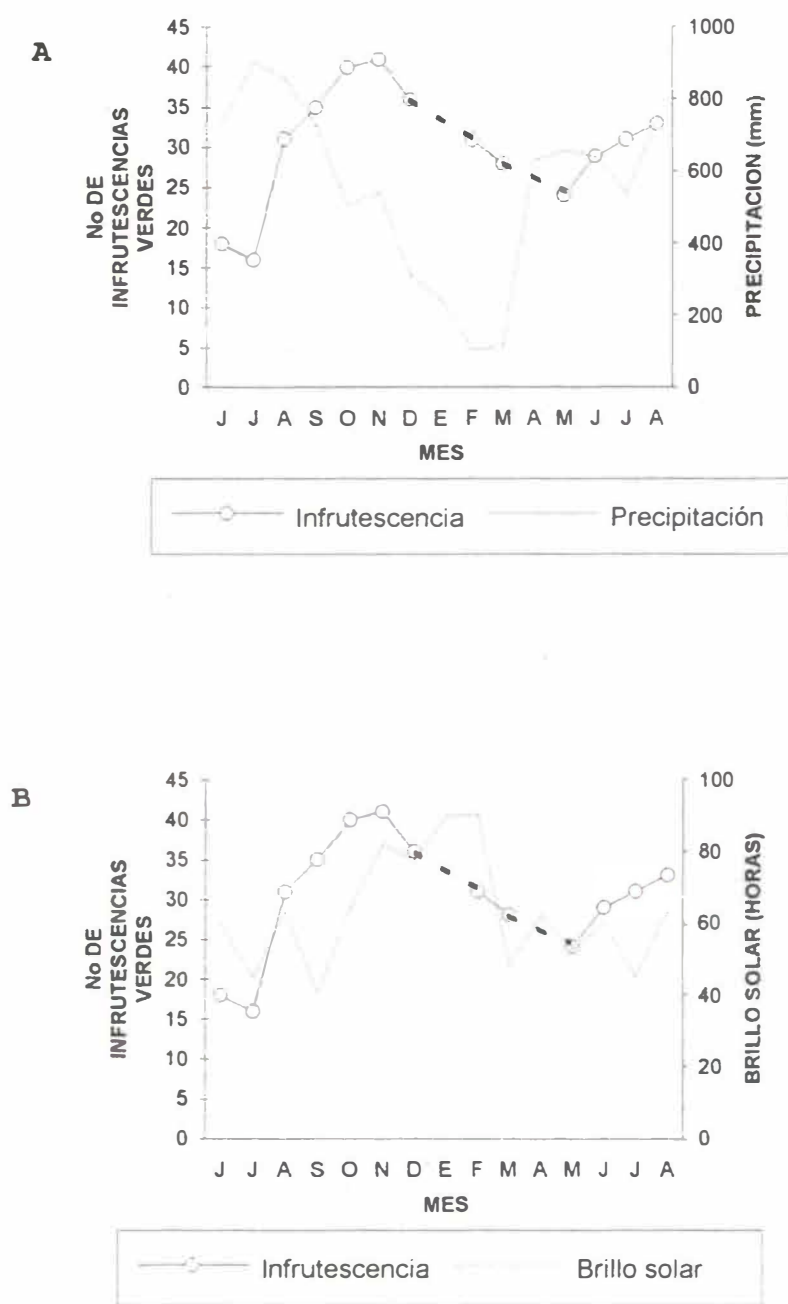 A
No DE
INFRUTESCENCIAS
VERDES
45
40
35
30
25
20
15
10
5
0
1000
800
600
400
200
0
PRECIPITACION (mm)
J J A S O N D E F M A M J J A
MES
Infrutescencia Precipitación
B
No DE
INFRUTESCENCIAS
VERDES
45
40
35
30
25
20
15
10
5
0
100
80
60
40
20
0
BRILLO SOLAR (HORAS)
J J A S O N D E F M A M J J A
MES
Infrutescencia Brillo solar